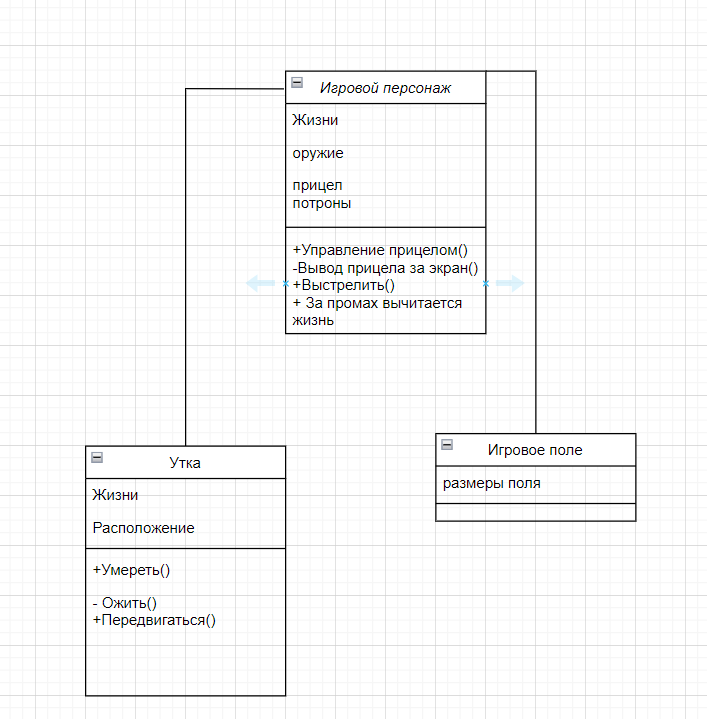 Игровой персонаж
Жизни
оружие
прицел
потроны
+Управление прицелом()
-Вывод прицела за экран()
+Выстрелить()
+ За промах вычитается
жизнь
Утка
Жизни
Расположение
+Умереть()
- Ожить()
+Передвигаться()
Игровое поле
размеры поля